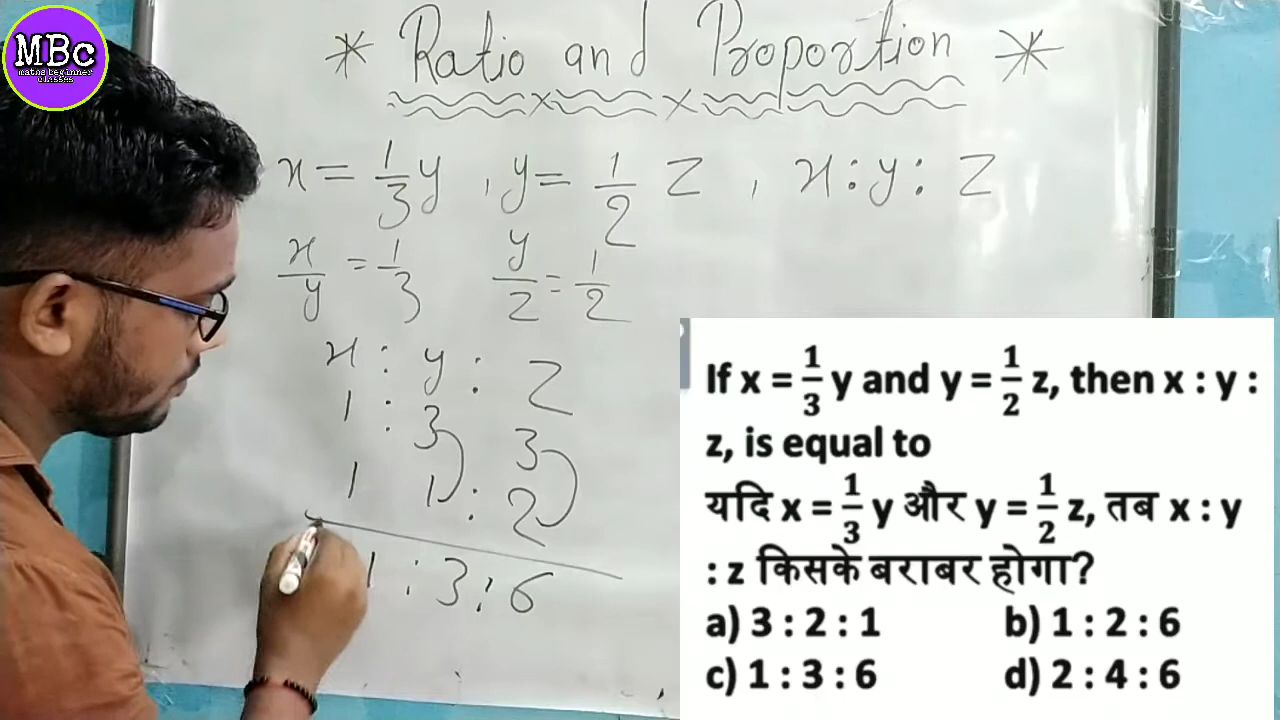 MBc
maths beginner
classes
* Ratio and Proportion *
x = 1/3 y , y = 1/2 z , x : y : z
x/y = 1/3 y/z = 1/2
x : y : z
1 : 3 3
1 1 : 2
1 : 3 : 6
If x = 1/3 y and y = 1/2 z, then x : y :
z, is equal to
यदि x = 1/3 y और y = 1/2 z, तब x : y
: z किसके बराबर होगा?
a) 3 : 2 : 1 b) 1 : 2 : 6
c) 1 : 3 : 6 d) 2 : 4 : 6